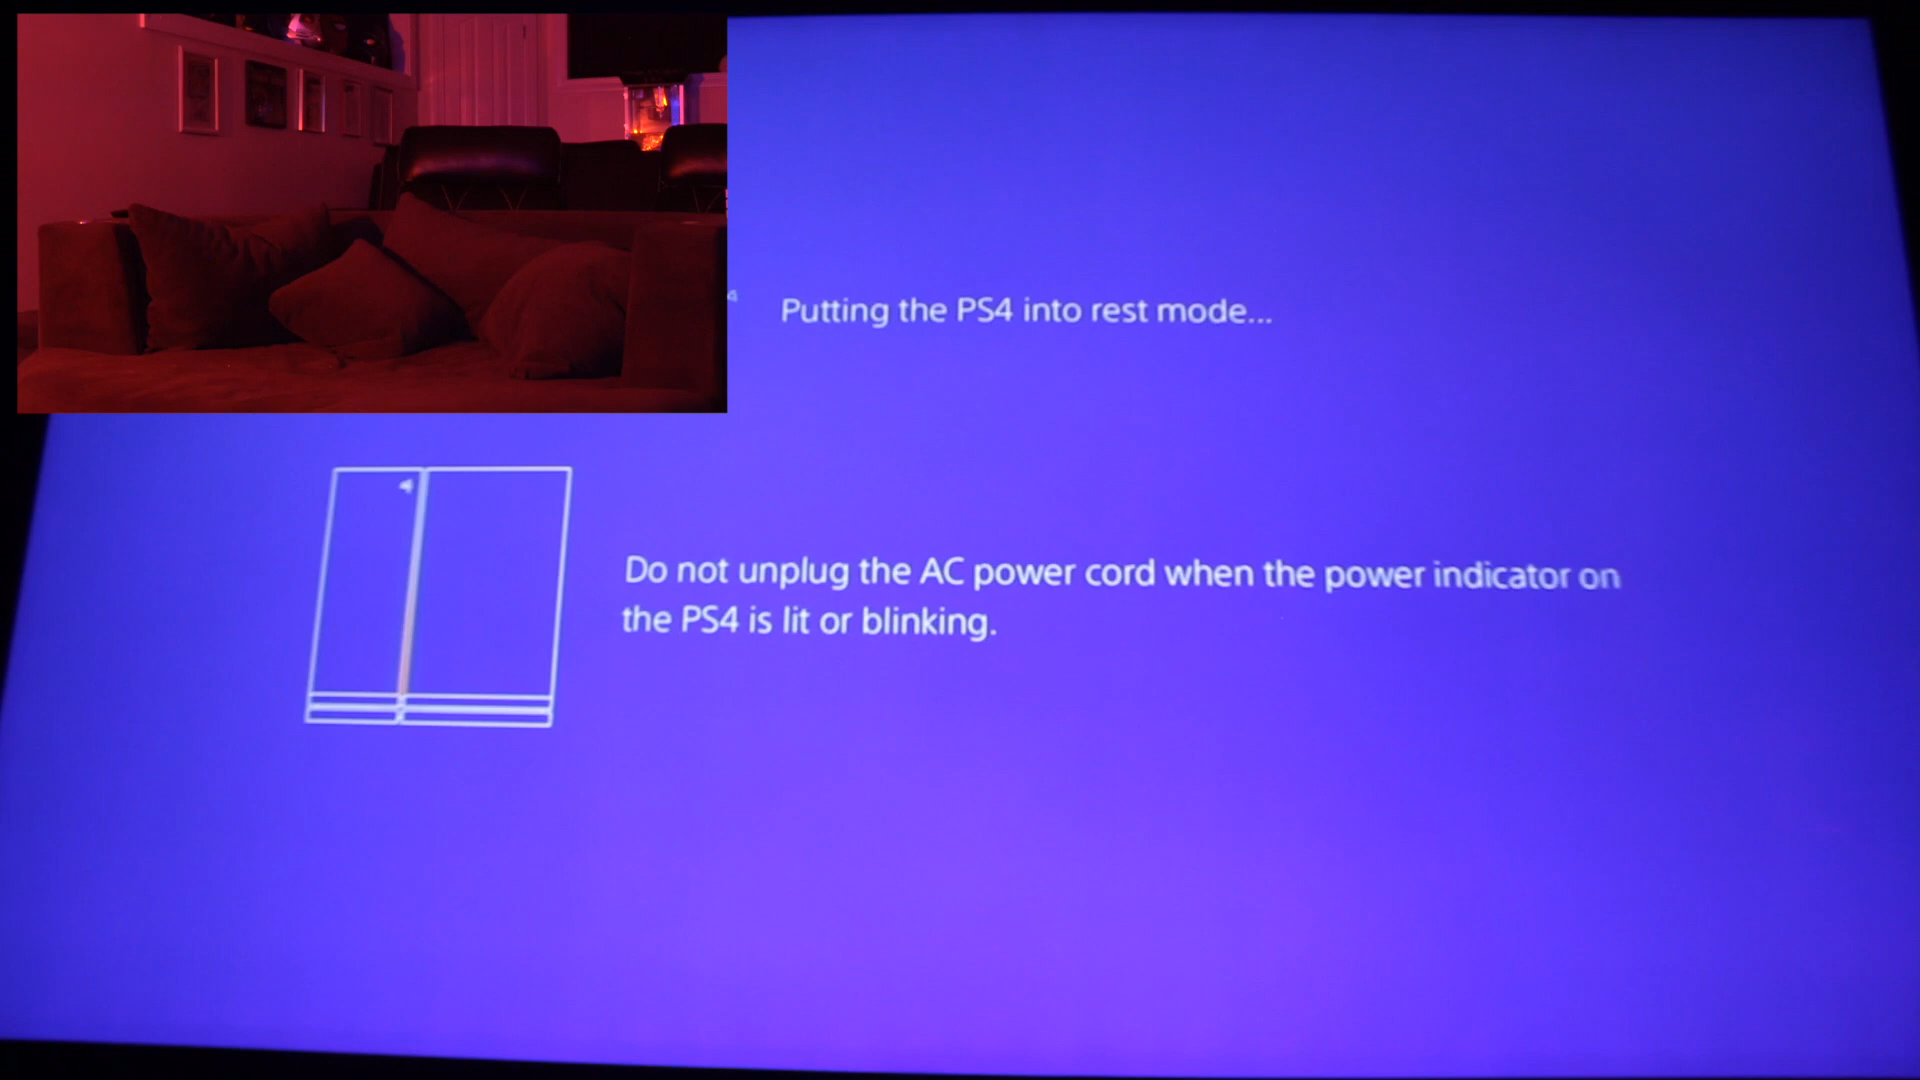 Putting the PS4 into rest mode...
Do not unplug the AC power cord when the power indicator on
the PS4 is lit or blinking.